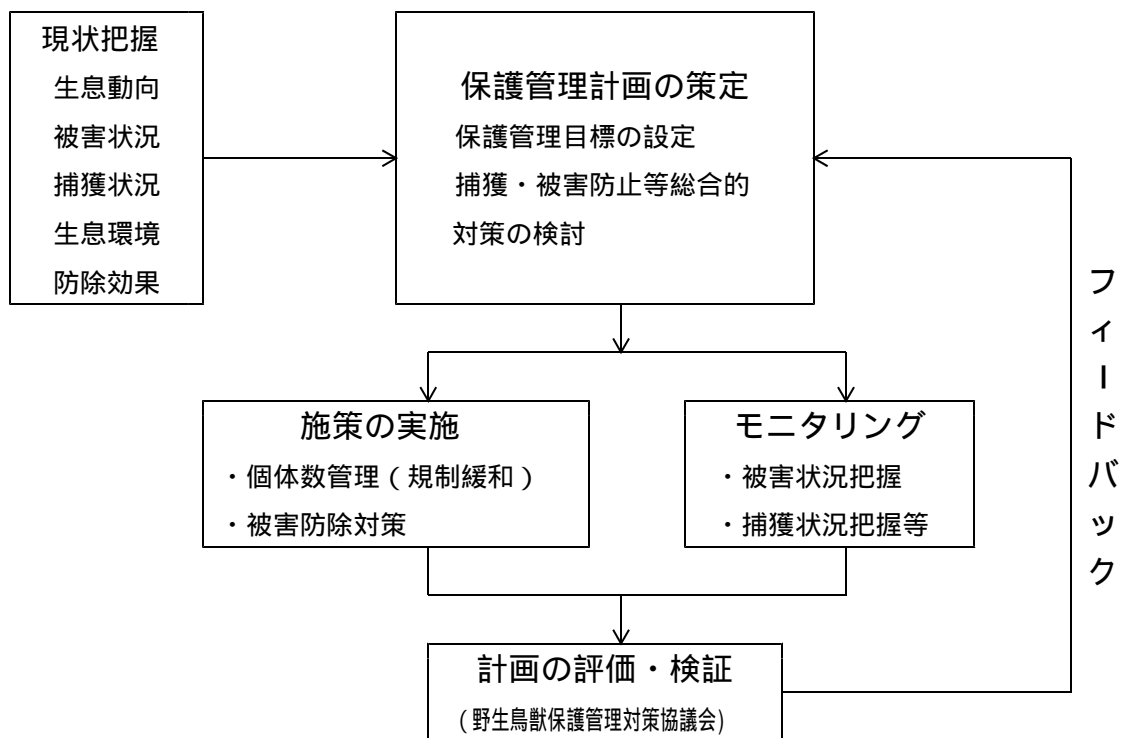 現状把握
生息動向
被害状況
捕獲状況
生息環境
防除効果
保護管理計画の策定
保護管理目標の設定
捕獲・被害防止等総合的
対策の検討
施策の実施
・個体数管理(規制緩和)
・被害防除対策
モニタリング
・被害状況把握
・捕獲状況把握等
計画の評価・検証
(野生鳥獣保護管理対策協議会)
フィードバック